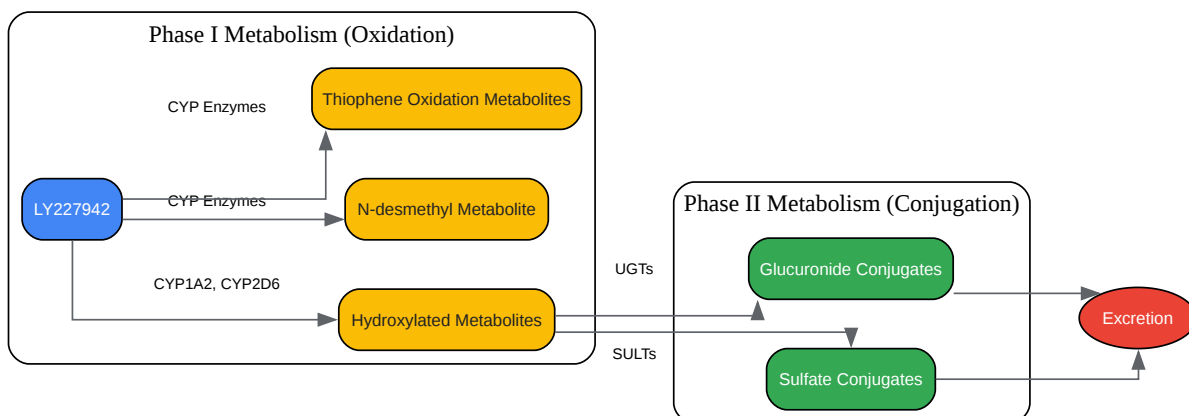 Phase I Metabolism (Oxidation)
CYP Enzymes
Thiophene Oxidation Metabolites
LY227942
CYP Enzymes
N-desmethyl Metabolite
CYP1A2, CYP2D6
Hydroxylated Metabolites
Phase II Metabolism (Conjugation)
UGTs
Glucuronide Conjugates
SULTs
Sulfate Conjugates
Excretion